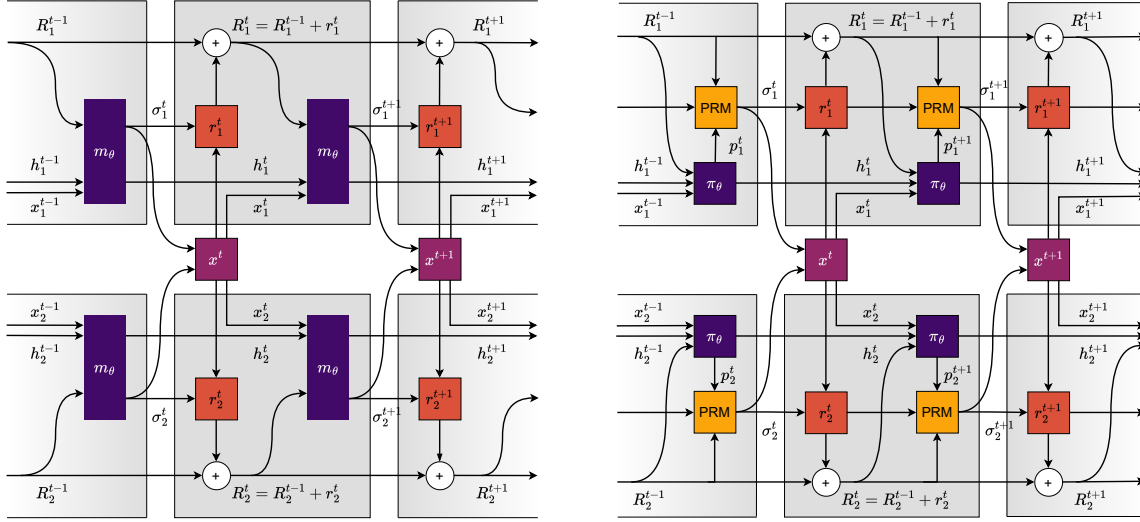 R_1^{t-1} R_1^t = R_1^{t-1} + r_1^t R_1^{t+1}
+ +
σ_1^t σ_1^{t+1}
r_1^t r_1^{t+1}
m_θ m_θ
h_1^{t-1} h_1^t h_1^{t+1}
x_1^{t-1} x_1^t x_1^{t+1}
x^t x^{t+1}
x_2^{t-1} x_2^t x_2^{t+1}
h_2^{t-1} h_2^t h_2^{t+1}
m_θ m_θ
r_2^t r_2^{t+1}
σ_2^t σ_2^{t+1}
+ +
R_2^{t-1} R_2^t = R_2^{t-1} + r_2^t R_2^{t+1}
R_1^{t-1} R_1^t = R_1^{t-1} + r_1^t R_1^{t+1}
+ +
σ_1^t σ_1^{t+1}
PRM r_1^t PRM r_1^{t+1}
p_1^t p_1^{t+1}
h_1^{t-1} h_1^t h_1^{t+1}
π_θ π_θ
x_1^{t-1} x_1^t x_1^{t+1}
x^t x^{t+1}
x_2^{t-1} x_2^t x_2^{t+1}
π_θ π_θ
h_2^{t-1} h_2^t h_2^{t+1}
p_2^t p_2^{t+1}
PRM r_2^t PRM r_2^{t+1}
σ_2^t σ_2^{t+1}
+ +
R_2^{t-1} R_2^t = R_2^{t-1} + r_2^t R_2^{t+1}